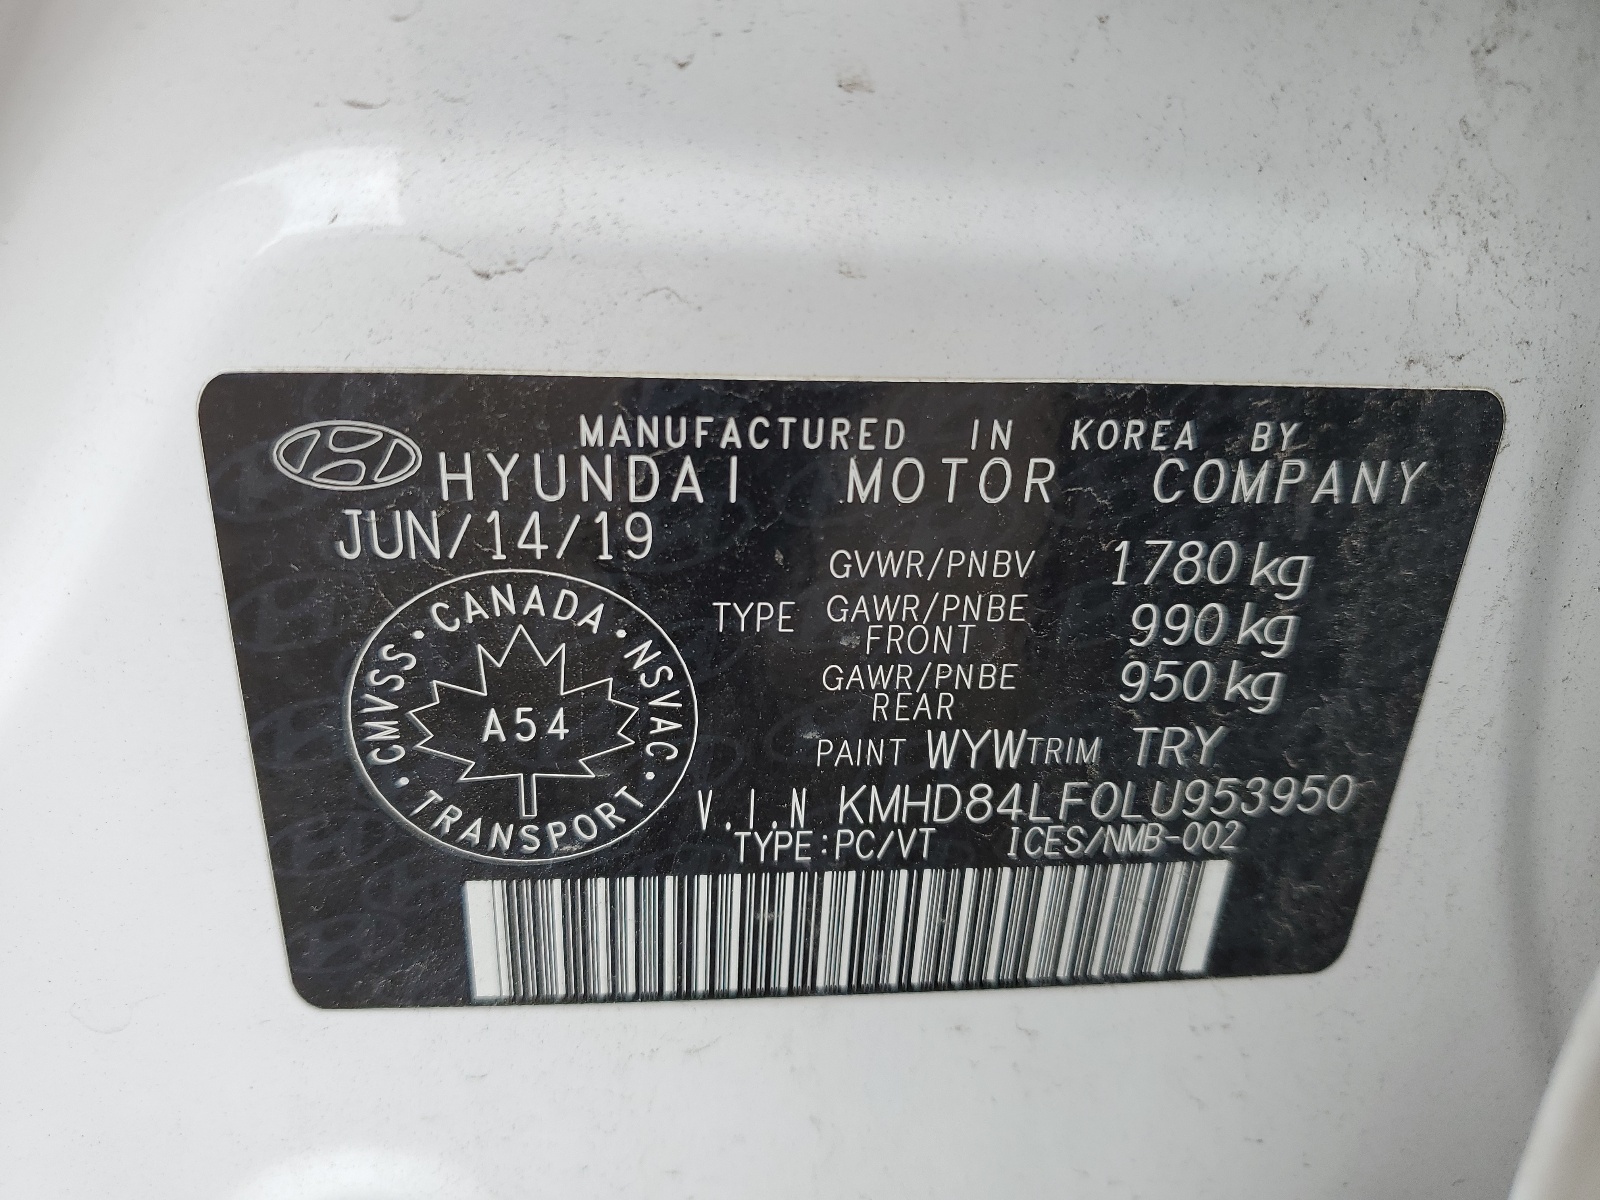 MANUFACTURED IN KOREA BY
HYUNDAI MOTOR COMPANY
JUN/14/19
GVWR/PNBV 1780 kg
TYPE GAWR/PNBE FRONT 990 kg
GAWR/PNBE REAR 950 kg
PAINT WYW TRIM TRY
V.I.N KMHD84LF0LU953950
TYPE:PC/VT ICES/NMB-002
CANADA · NSVAC · TRANSPORT · CMVSS ·
A54